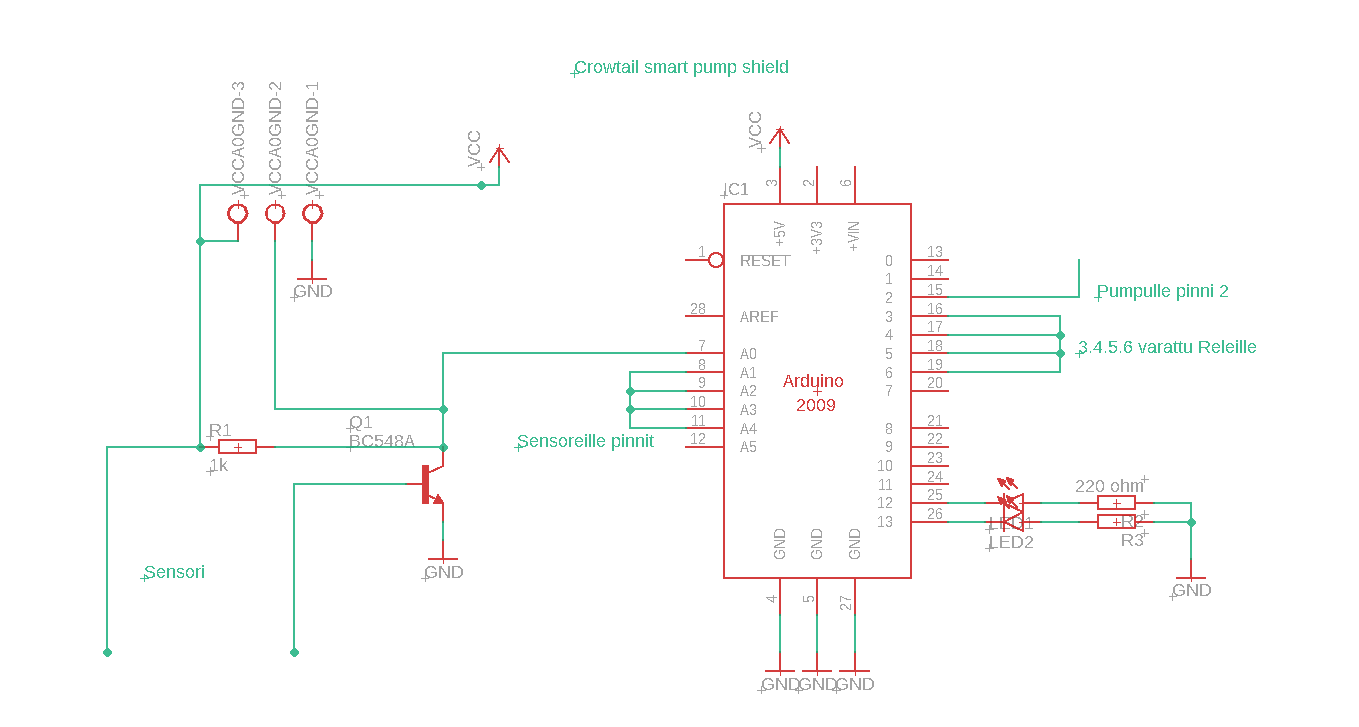 Crowtail smart pump shield
VCCA0GND-3
VCCA0GND-2
VCCA0GND-1
VCC
VCC
GND
IC1
3
2
6
+5V
+3V3
+VIN
1
RESET
28
AREF
7
A0
8
A1
9
A2
10
A3
11
A4
12
A5
Arduino
2009
0
13
1
14
2
15
3
16
4
17
5
18
6
19
7
20
8
21
9
22
10
23
11
24
12
25
13
26
GND
GND
GND
4
5
27
GND
GND
GND
Pumpulle pinni 2
3.4.5.6 varattu Releille
Sensoreille pinnit
R1
1k
Q1
BC548A
GND
Sensori
220 ohm
LED1
LED2
R2
R3
GND